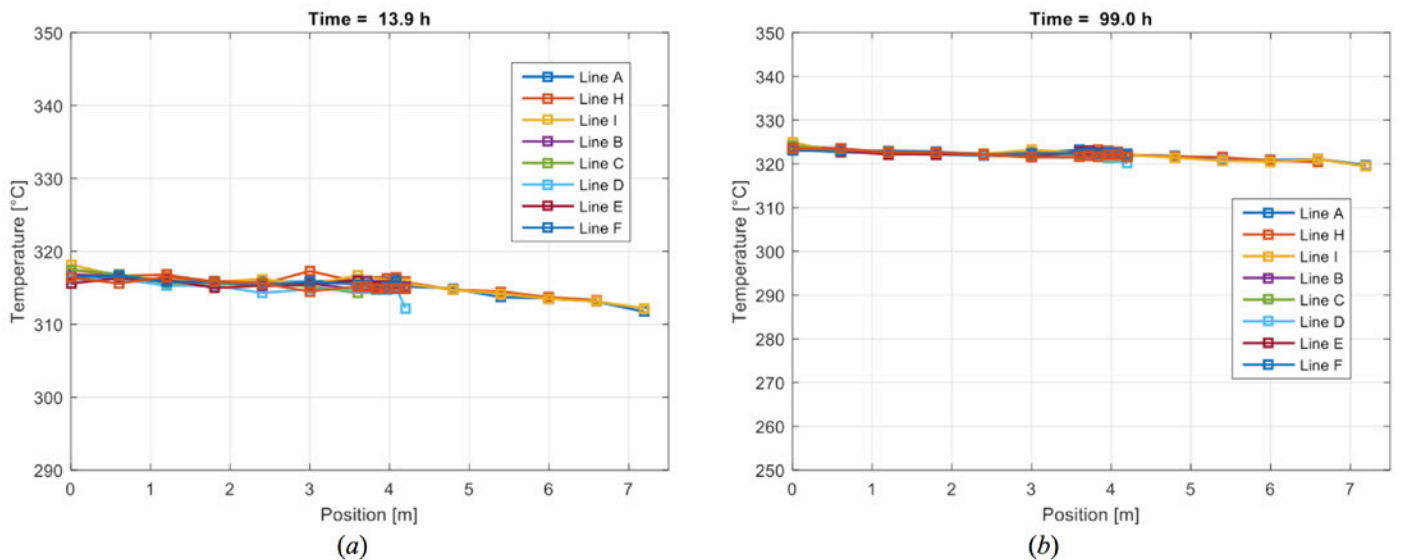 Time = 13.9 h
350
340
330
320
310
300
290
Temperature [°C]
0 1 2 3 4 5 6 7
Position [m]
Line A
Line H
Line I
Line B
Line C
Line D
Line E
Line F
(a)
Time = 99.0 h
350
340
330
320
310
300
290
280
270
260
250
Temperature [°C]
0 1 2 3 4 5 6 7
Position [m]
Line A
Line H
Line I
Line B
Line C
Line D
Line E
Line F
(b)